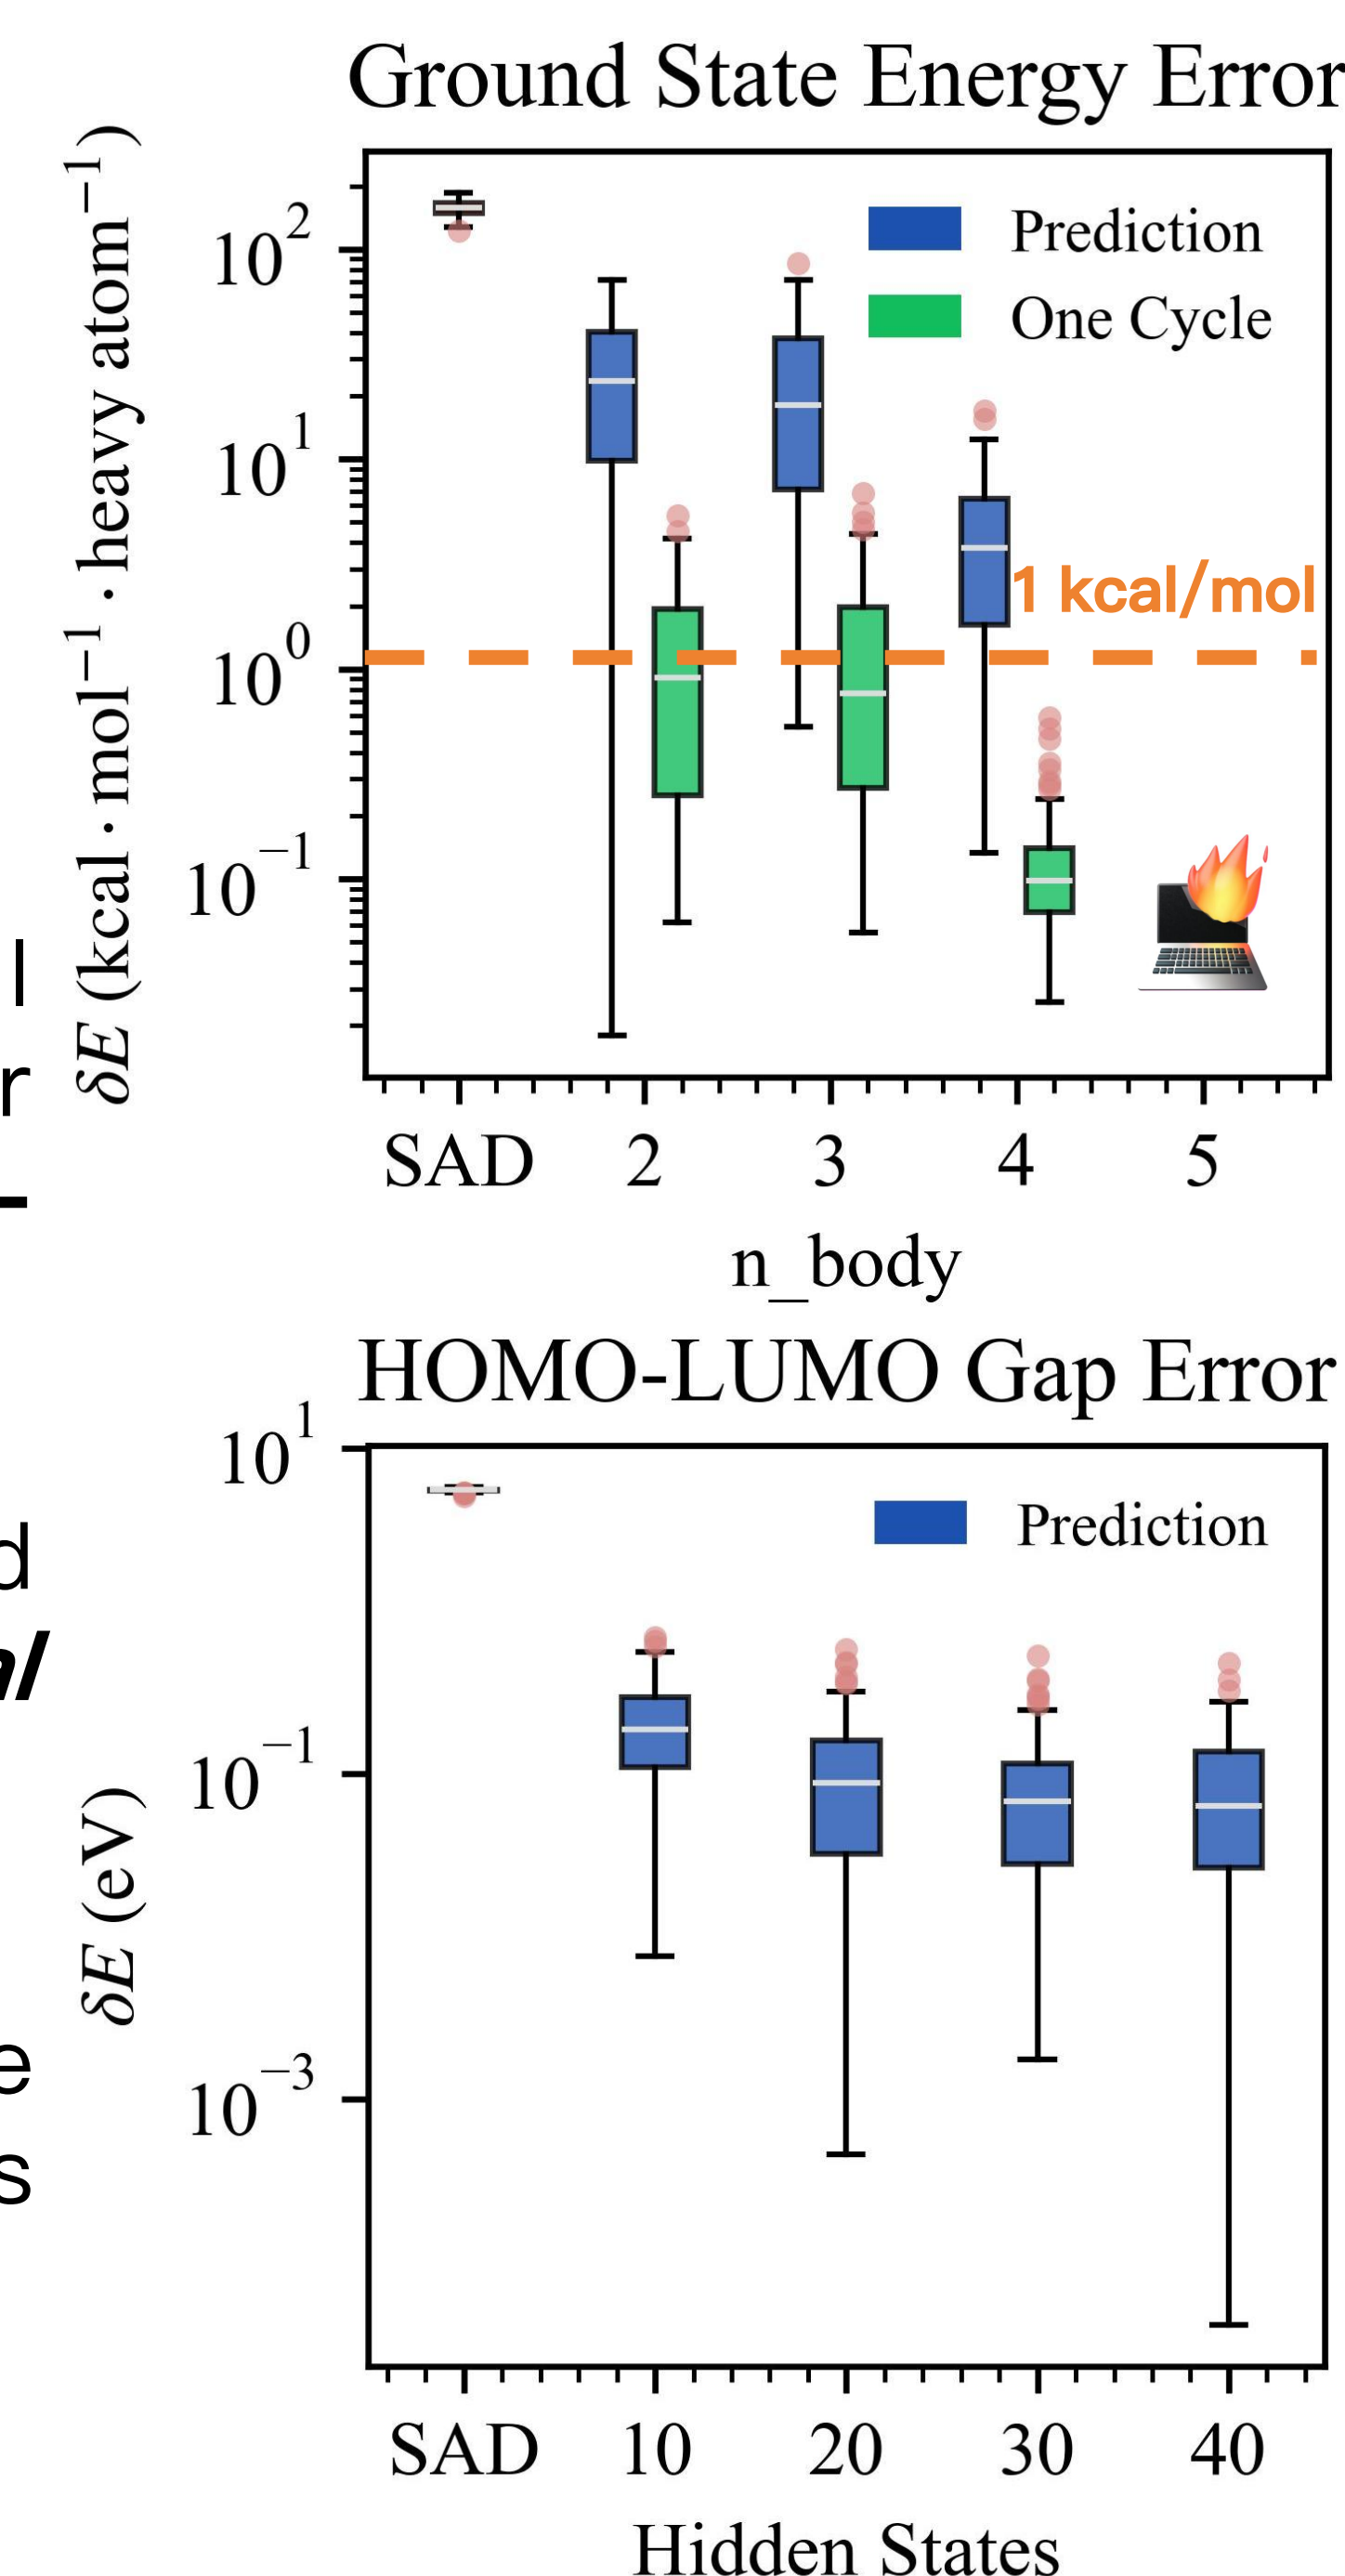 Ground State Energy Error
δE (kcal · mol⁻¹ · heavy atom⁻¹)
10²
10¹
10⁰
10⁻¹
Prediction
One Cycle
1 kcal/mol
SAD 2 3 4 5
n_body
l
r
-
HOMO-LUMO Gap Error
δE (eV)
10¹
10⁻¹
10⁻³
Prediction
d
al
e
s
SAD 10 20 30 40
Hidden States